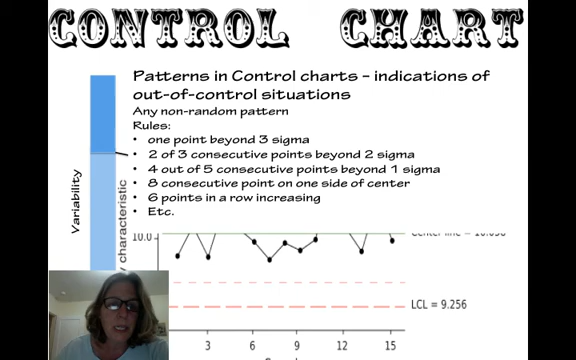 CONTROL CHART
Patterns in Control charts – indications of
out-of-control situations
Any non-random pattern
Rules:
• one point beyond 3 sigma
• 2 of 3 consecutive points beyond 2 sigma
• 4 out of 5 consecutive points beyond 1 sigma
• 8 consecutive point on one side of center
• 6 points in a row increasing
• Etc.
Variability
characteristic
10.0
LCL = 9.256
3 6 9 12 15